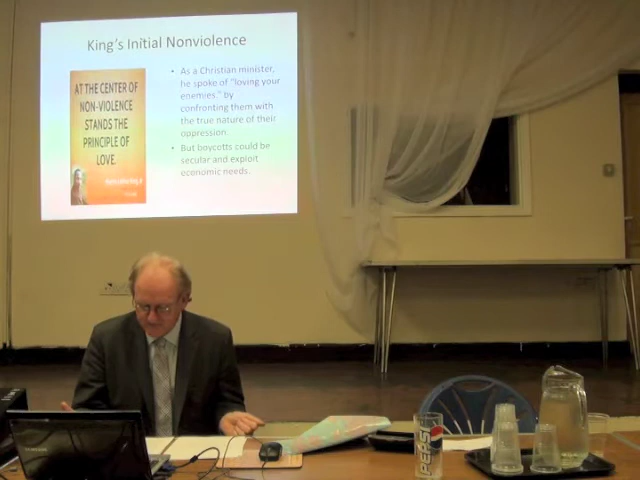 King's Initial Nonviolence
AT THE CENTER OF
NON-VIOLENCE
STANDS THE
PRINCIPLE OF
LOVE.
• As a Christian minister,
he spoke of "loving your
enemies" by
confronting them with
the true nature of their
oppression
• But boycotts could be
secular and exploit
economic needs.
PEPSI